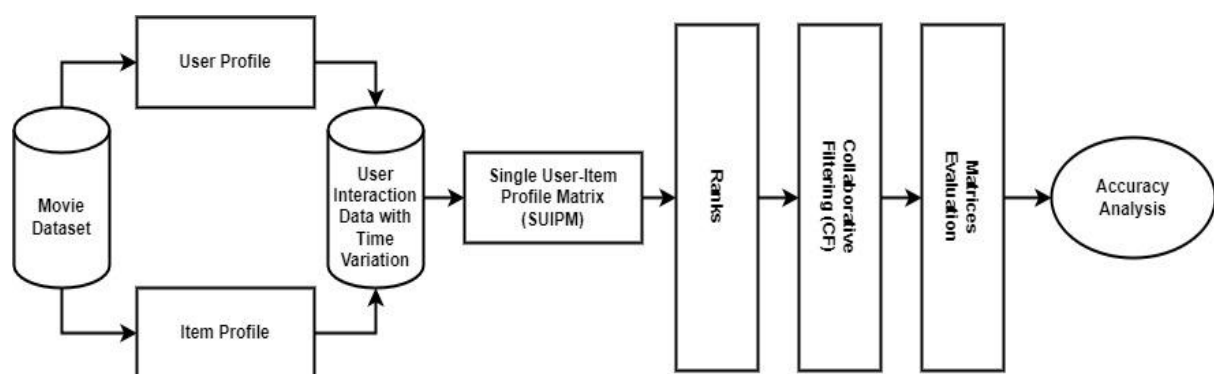 User Profile
Movie
Dataset
User
Interaction
Data with
Time
Variation
Item Profile
Single User-Item
Profile Matrix
(SUIPM)
Ranks
Collaborative
Filtering (CF)
Matrices
Evaluation
Accuracy
Analysis